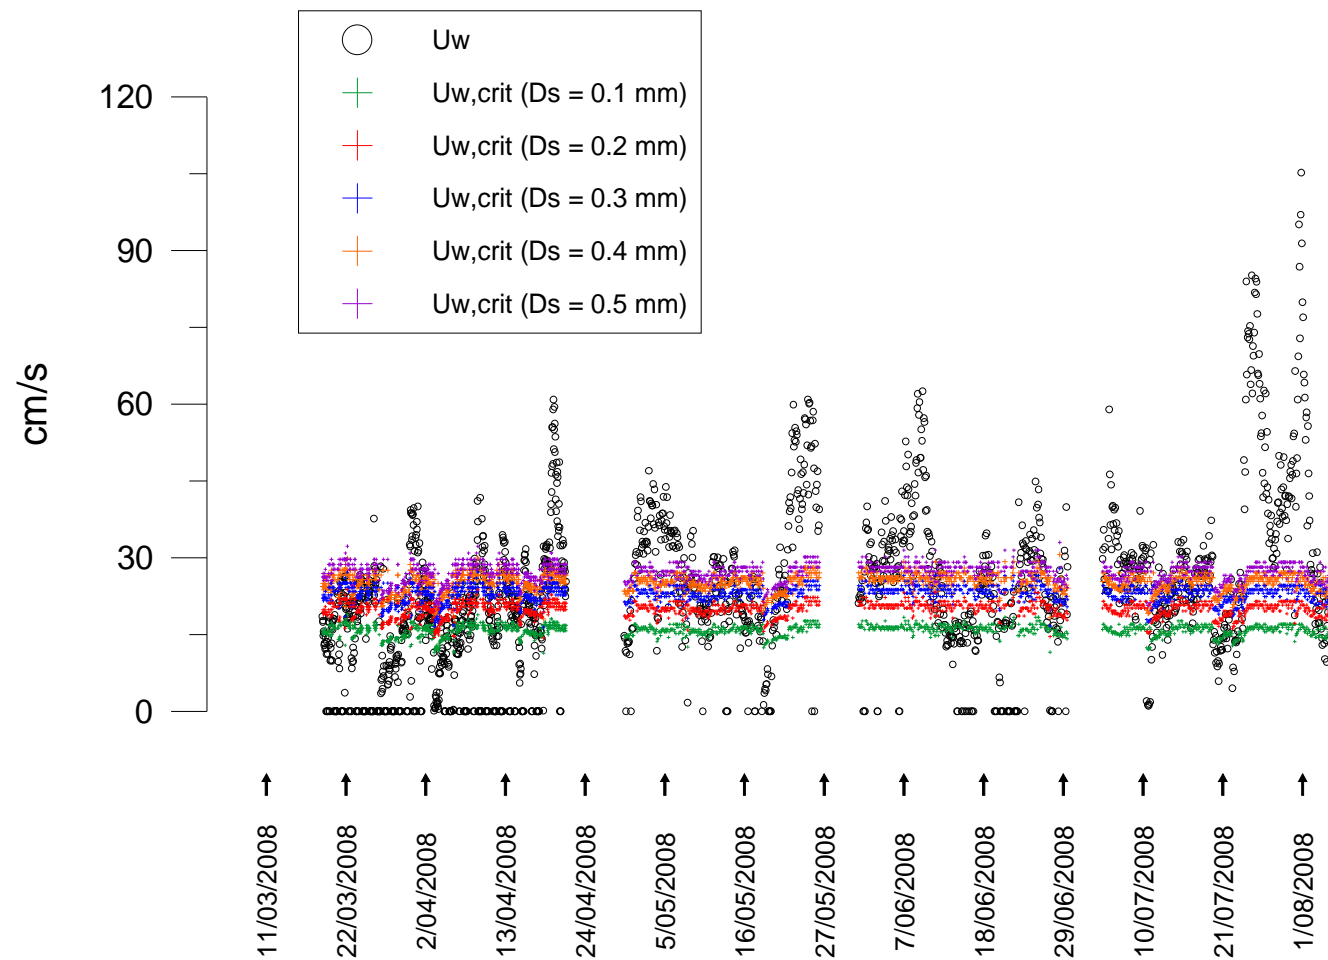 Uw
Uw,crit (Ds = 0.1 mm)
Uw,crit (Ds = 0.2 mm)
Uw,crit (Ds = 0.3 mm)
Uw,crit (Ds = 0.4 mm)
Uw,crit (Ds = 0.5 mm)
120
90
60
30
0
cm/s
11/03/2008
22/03/2008
2/04/2008
13/04/2008
24/04/2008
5/05/2008
16/05/2008
27/05/2008
7/06/2008
18/06/2008
29/06/2008
10/07/2008
21/07/2008
1/08/2008